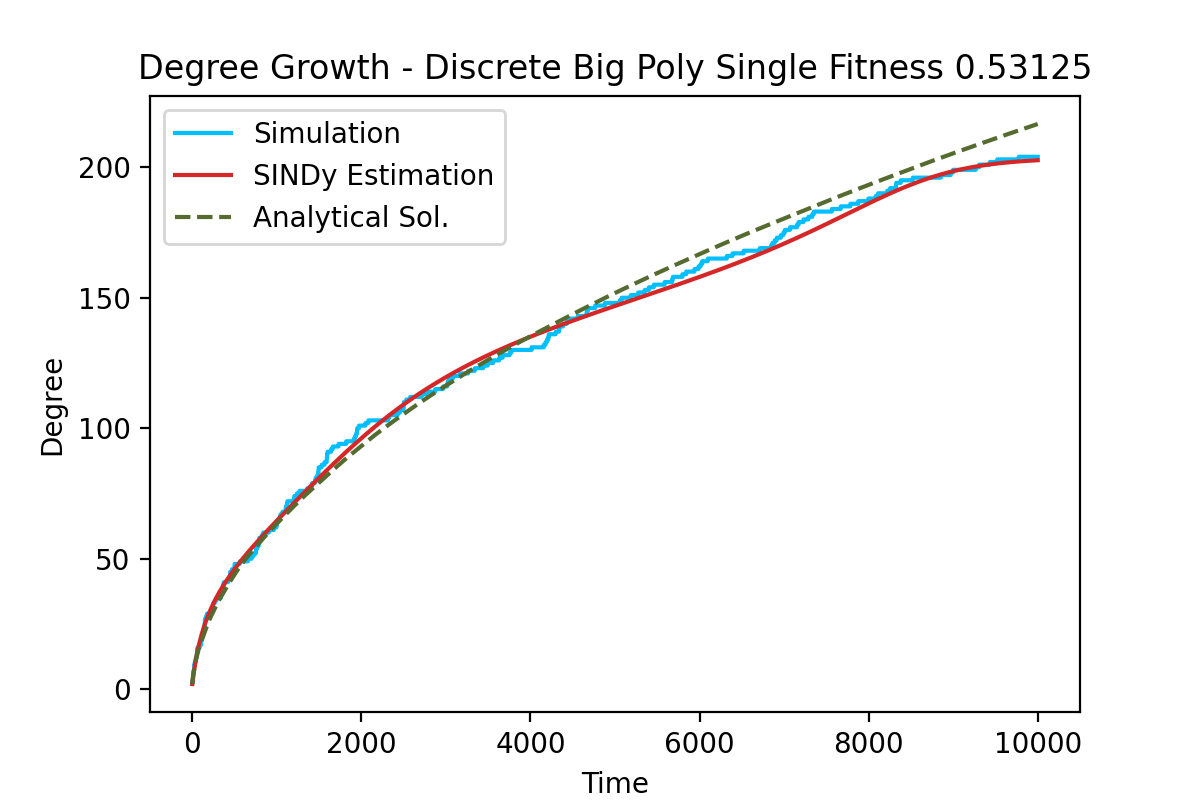 Degree Growth - Discrete Big Poly Single Fitness 0.53125
Simulation
SINDy Estimation
Analytical Sol.
200
150
100
50
0
Degree
0 2000 4000 6000 8000 10000
Time